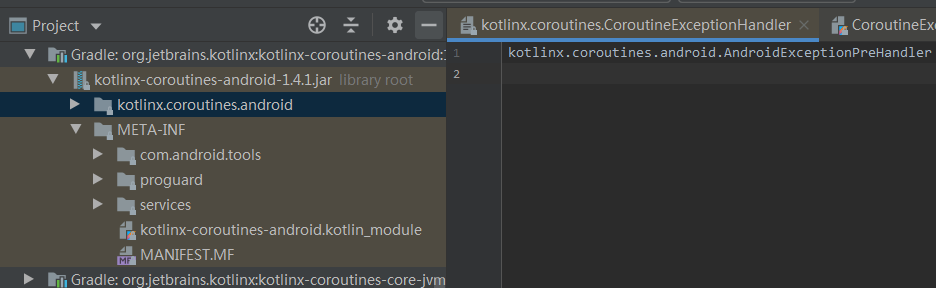 Project
kotlinx.coroutines.CoroutineExceptionHandler
CoroutineEx
Gradle: org.jetbrains.kotlinx:kotlinx-coroutines-android:1
kotlinx-coroutines-android-1.4.1.jar library root
kotlinx.coroutines.android
META-INF
com.android.tools
proguard
services
kotlinx-coroutines-android.kotlin_module
MF MANIFEST.MF
Gradle: org.jetbrains.kotlinx:kotlinx-coroutines-core-jvm
1 kotlinx.coroutines.android.AndroidExceptionPreHandler
2